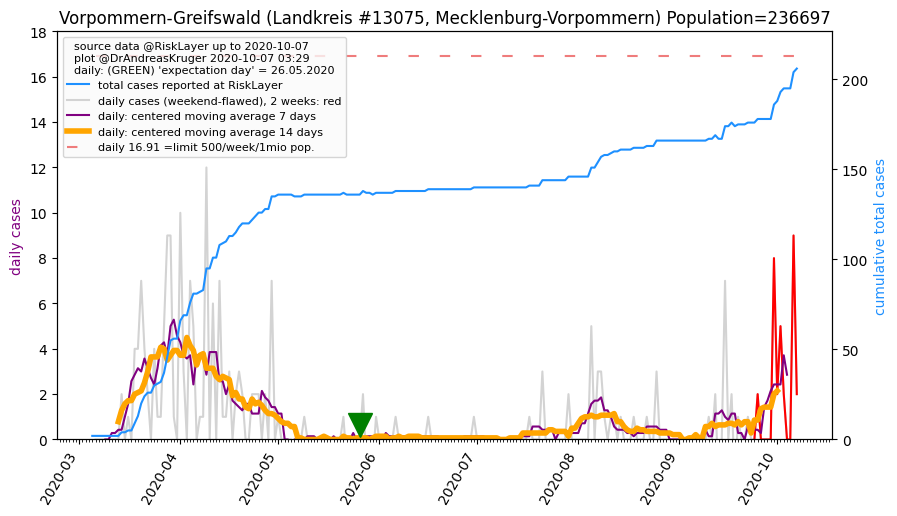 Vorpommern-Greifswald (Landkreis #13075, Mecklenburg-Vorpommern) Population=236697
source data @RiskLayer up to 2020-10-07
plot @DrAndreasKruger 2020-10-07 03:29
daily: (GREEN) 'expectation day' = 26.05.2020
total cases reported at RiskLayer
daily cases (weekend-flawed), 2 weeks: red
daily: centered moving average 7 days
daily: centered moving average 14 days
daily 16.91 =limit 500/week/1mio pop.
daily cases
18
16
14
12
10
8
6
4
2
0
cumulative total cases
200
150
100
50
0
2020-03
2020-04
2020-05
2020-06
2020-07
2020-08
2020-09
2020-10